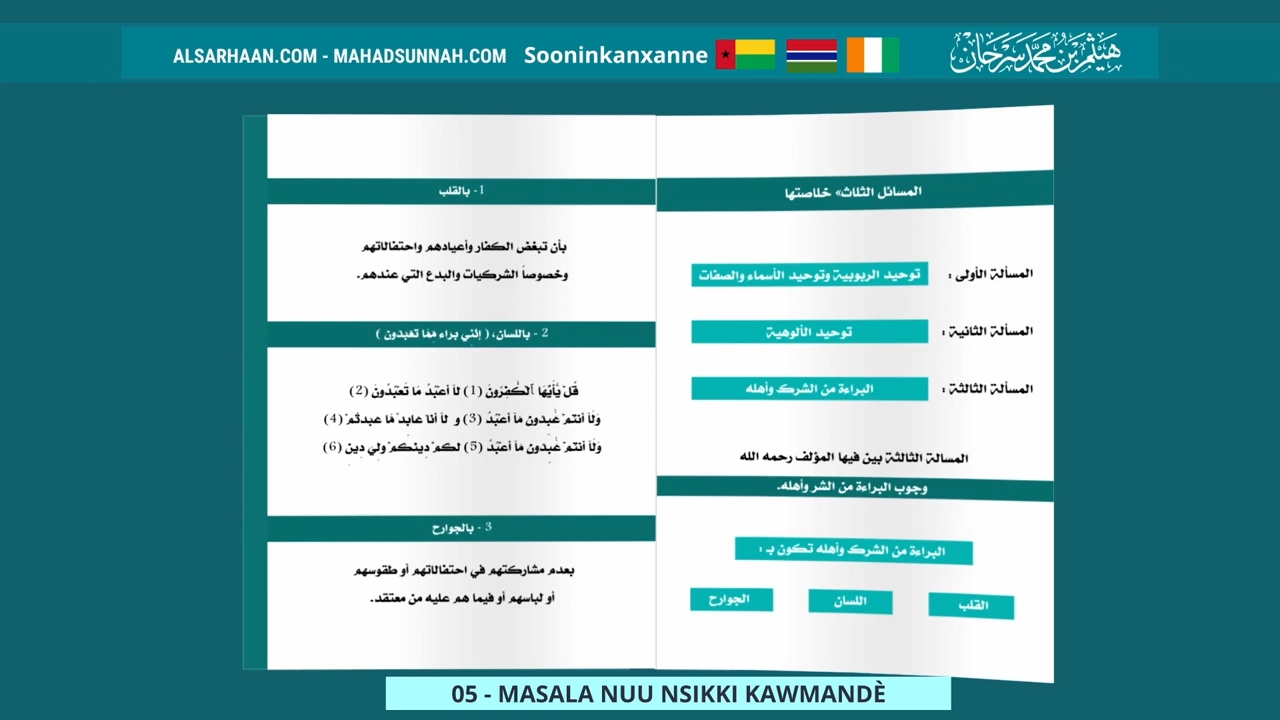 ALSARHAAN.COM - MAHADSUNNAH.COM Sooninkanxanne
هيثم بن محمد سرحان
المسائل الثلاث» خلاصتها
المسألة الأولى : توحيد الربوبية وتوحيد الأسماء والصفات
المسألة الثانية : توحيد الألوهية
المسألة الثالثة : البراءة من الشرك وأهله
المسالة الثالثة بين فيها المؤلف رحمه الله
وجوب البراءة من الشر وأهله.
البراءة من الشرك وأهله تكون بـ :
القلب اللسان الجوارح
1- بالقلب
بأن تبغض الكفار وأعيادهم واحتفالاتهم
وخصوصاً الشركيات والبدع التي عندهم.
2 - باللسان، ( إِنَّنِي بَرَاء مِّمَّا تَعْبُدُونَ )
قُلْ يَٰٓأَيُّهَا ٱلْكَٰفِرُونَ (1) لَآ أَعْبُدُ مَا تَعْبُدُونَ (2)
وَلَآ أَنتُمْ عَٰبِدُونَ مَآ أَعْبُدُ (3) وَ لَآ أَنَا عَابِدٌ مَّا عَبَدتُّمْ (4)
وَلَآ أَنتُمْ عَٰبِدُونَ مَآ أَعْبُدُ (5) لَكُمْ دِينُكُمْ وَلِيَ دِينِ (6)
3 - بالجوارح
بعدم مشاركتهم في احتفالاتهم أو طقوسهم
أو لباسهم أو فيما هم عليه من معتقد.
05 - MASALA NUU NSIKKI KAWMANDÈ